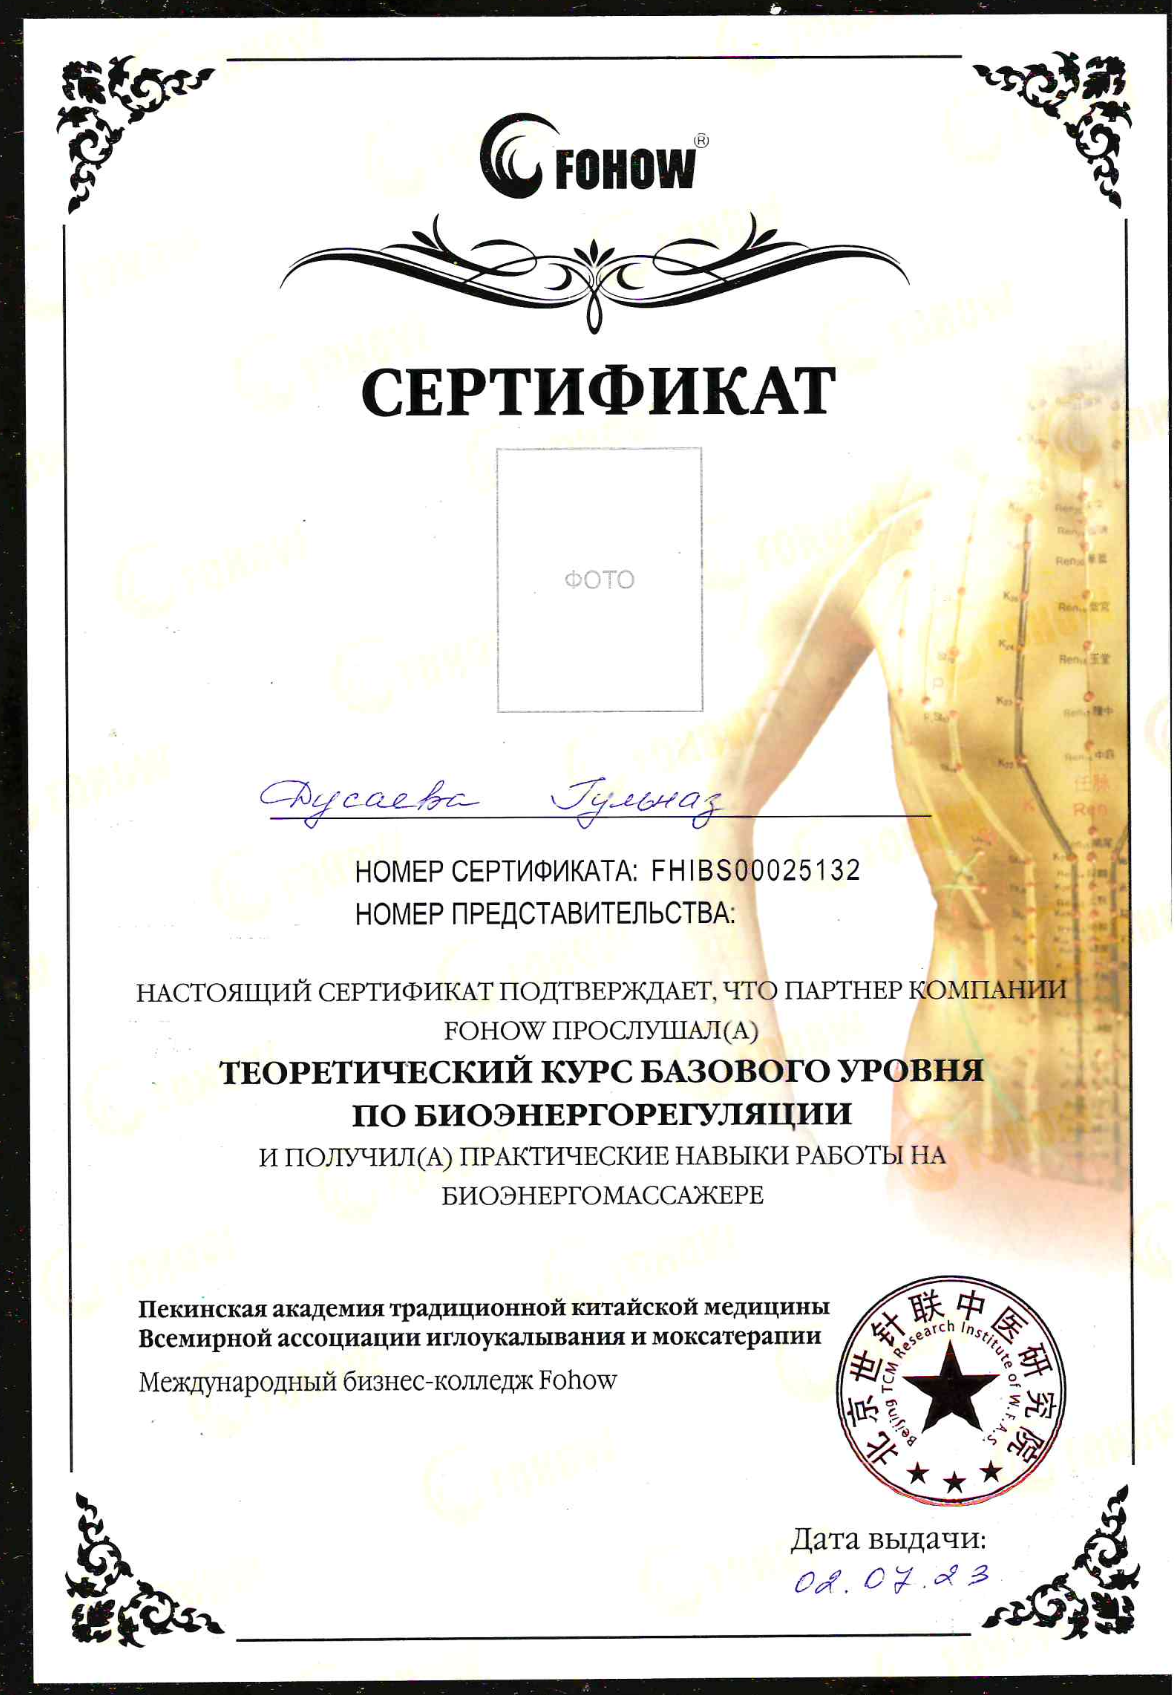 FOHOW®
СЕРТИФИКАТ
ФОТО
Дусаева Гульназ
НОМЕР СЕРТИФИКАТА: FHIBS00025132
НОМЕР ПРЕДСТАВИТЕЛЬСТВА:
НАСТОЯЩИЙ СЕРТИФИКАТ ПОДТВЕРЖДАЕТ, ЧТО ПАРТНЕР КОМПАНИИ
FOHOW ПРОСЛУШАЛ(А)
ТЕОРЕТИЧЕСКИЙ КУРС БАЗОВОГО УРОВНЯ
ПО БИОЭНЕРГОРЕГУЛЯЦИИ
И ПОЛУЧИЛ(А) ПРАКТИЧЕСКИЕ НАВЫКИ РАБОТЫ НА
БИОЭНЕРГОМАССАЖЕРЕ
Пекинская академия традиционной китайской медицины
Всемирной ассоциации иглоукалывания и моксатерапии
Международный бизнес-колледж Fohow
北京世针联中医研究院
Beijing TCM Research Institute of W.F.A.S.
Дата выдачи:
02.07.23